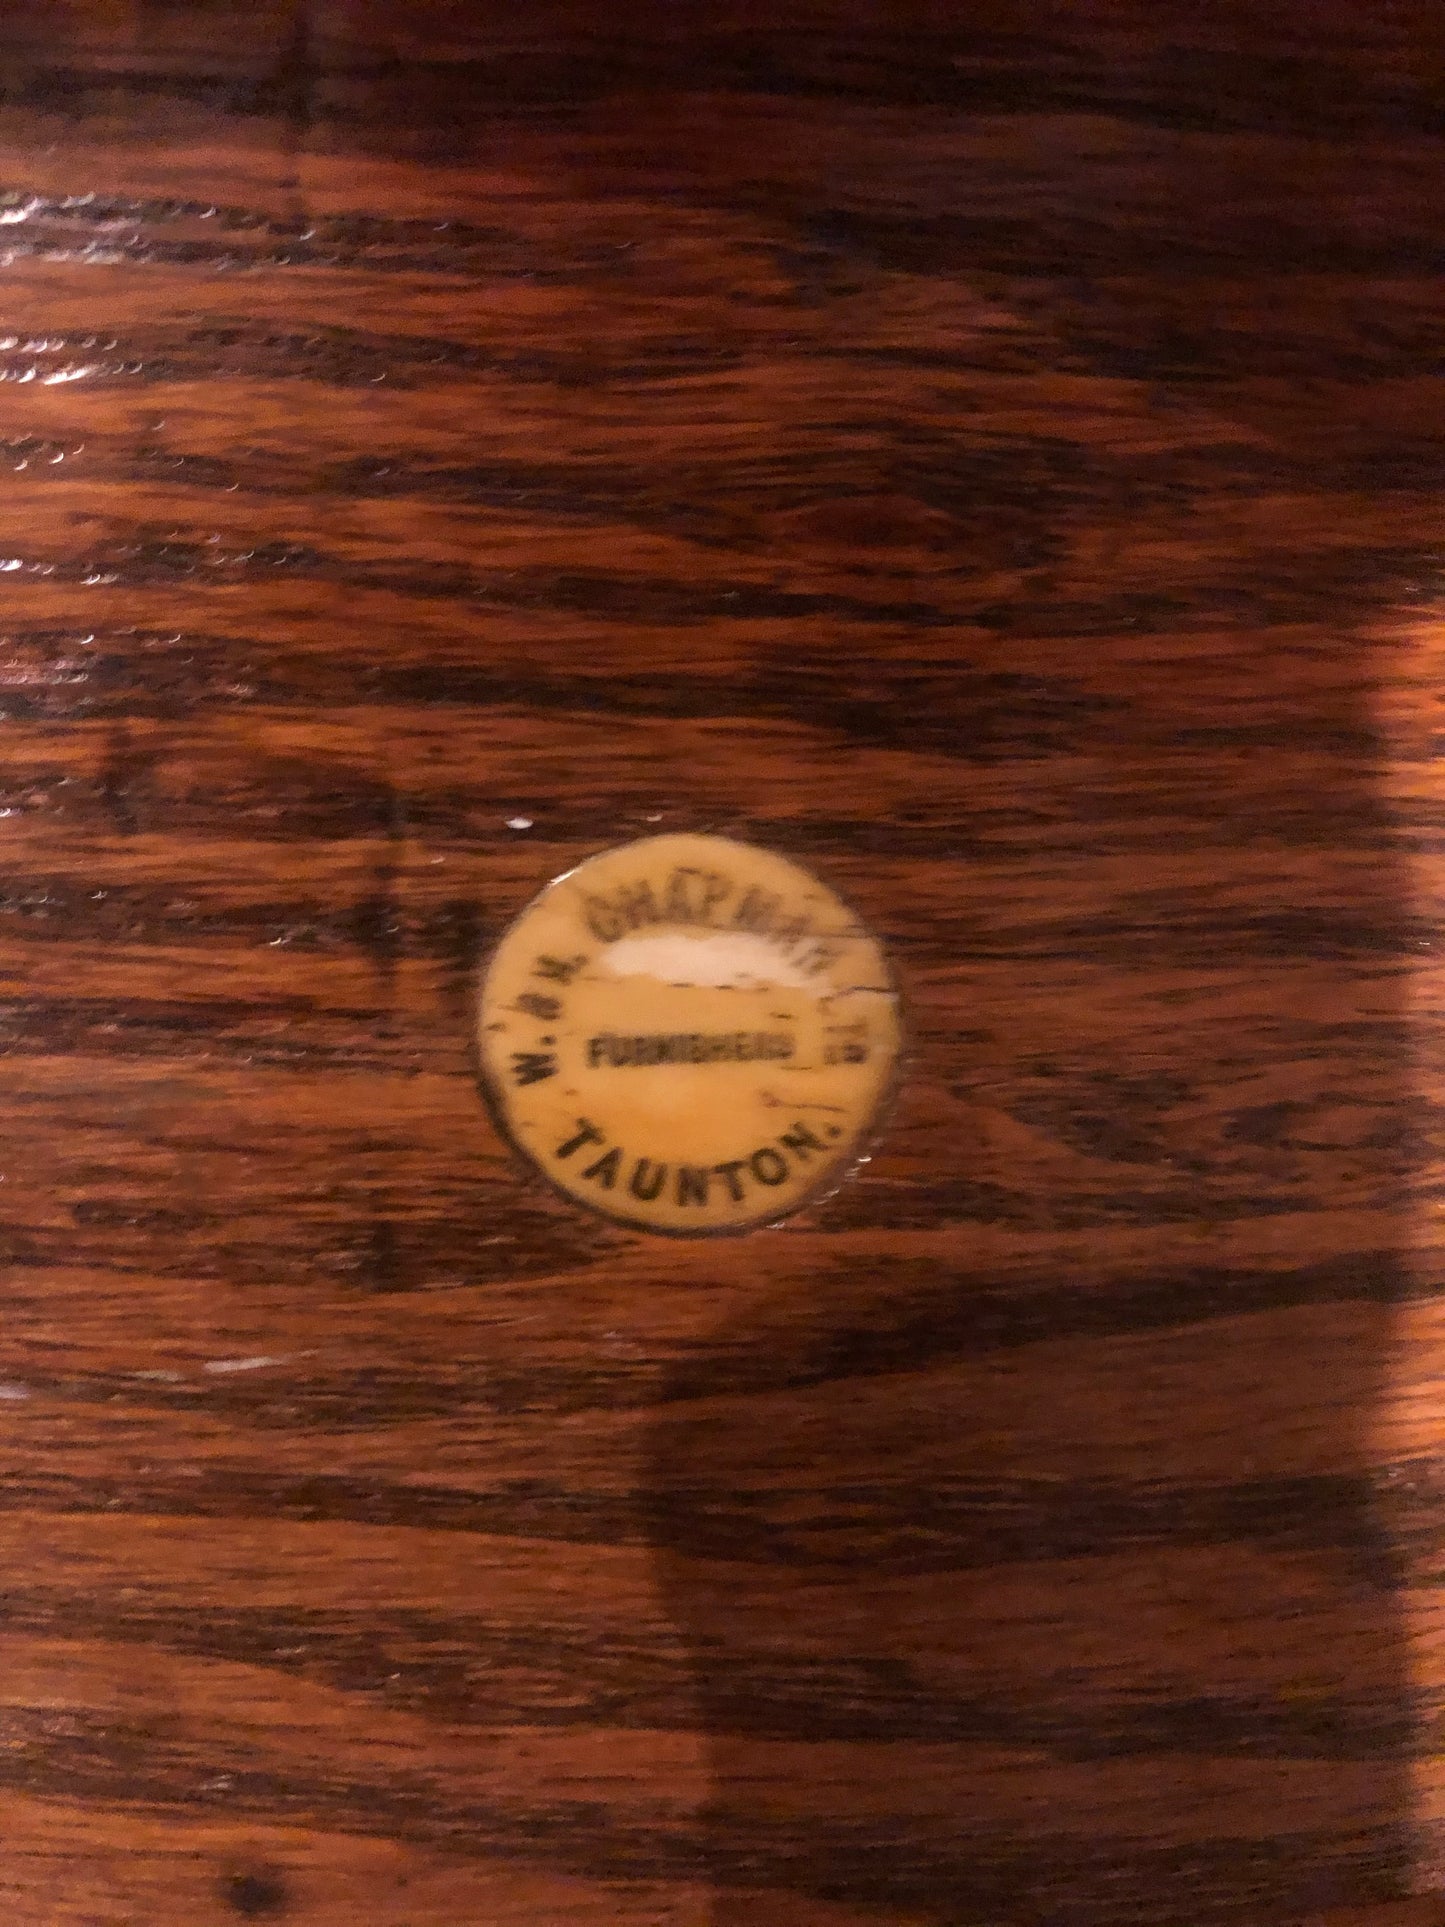 W. & H. CHAPMAN, LTD
FURNISHERS
TAUNTON.